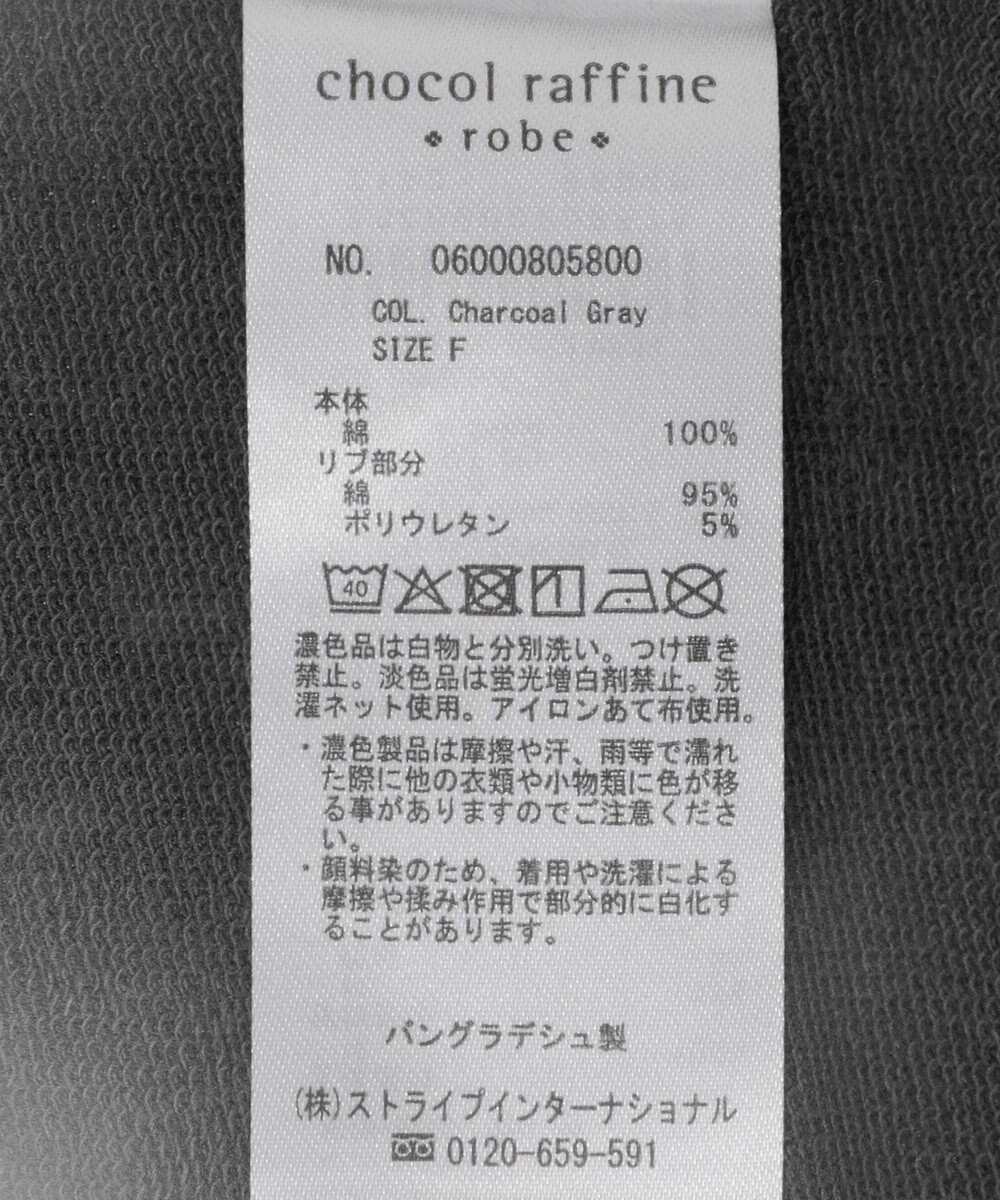 chocol raffine
robe
NO. 06000805800
COL. Charcoal Gray
SIZE F
本体
綿 100%
リブ部分
綿 95%
ポリウレタン 5%
40
濃色品は白物と分別洗い。つけ置き
禁止。淡色品は蛍光増白剤禁止。洗
濯ネット使用。アイロンあて布使用。
・濃色製品は摩擦や汗、雨等で濡れ
た際に他の衣類や小物類に色が移
る事がありますのでご注意くださ
い。
・顔料染のため、着用や洗濯による
摩擦や揉み作用で部分的に白化す
ることがあります。
バングラデシュ製
(株)ストライプインターナショナル
0120-659-591